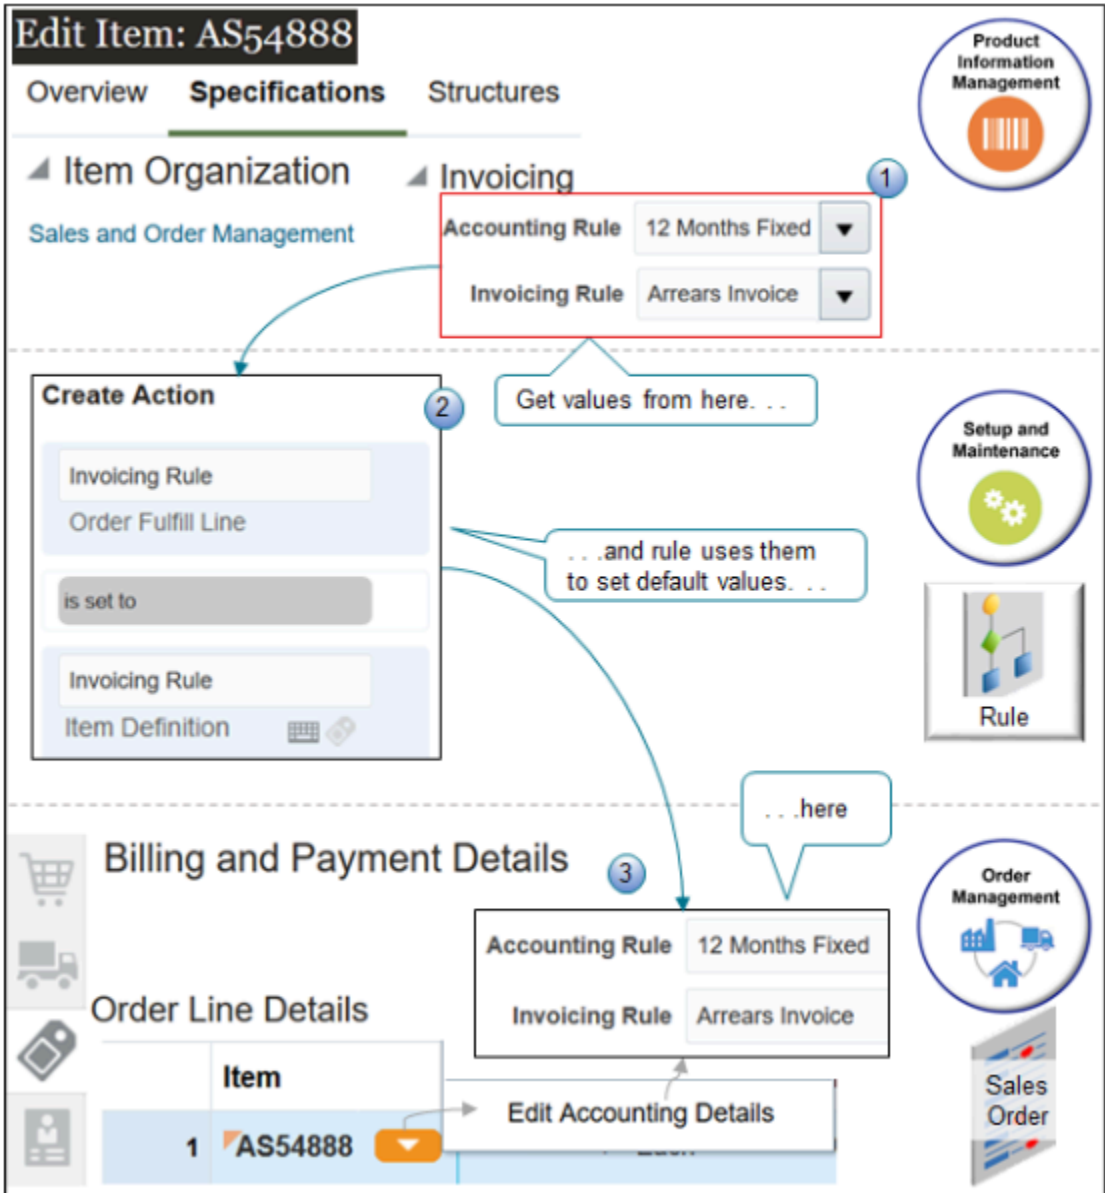 Edit Item: AS54888
Product
Information
Management
Overview Specifications Structures
Item Organization
Invoicing
1
Sales and Order Management
Accounting Rule 12 Months Fixed
Invoicing Rule Arrears Invoice
Create Action
2
Get values from here. . .
Invoicing Rule
Order Fulfill Line
Setup and
Maintenance
. . .and rule uses them
to set default values. . .
is set to
Invoicing Rule
Item Definition
Rule
. . .here
Billing and Payment Details
3
Order
Management
Accounting Rule 12 Months Fixed
Invoicing Rule Arrears Invoice
Order Line Details
Item
Edit Accounting Details
1 AS54888
Sales
Order